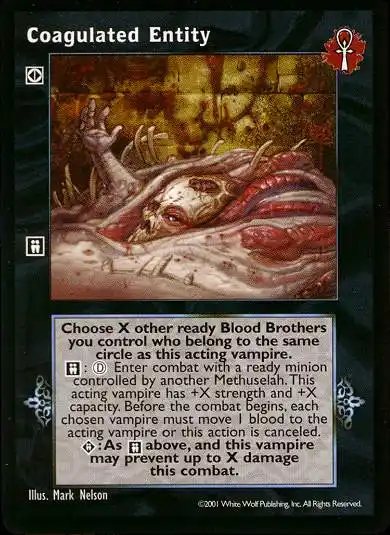 Coagulated Entity
Choose X other ready Blood Brothers
you control who belong to the same
circle as this acting vampire.
: D Enter combat with a ready minion
controlled by another Methuselah. This
acting vampire has +X strength and +X
capacity. Before the combat begins, each
chosen vampire must move 1 blood to the
acting vampire or this action is canceled.
:As above, and this vampire
may prevent up to X damage
this combat.
Illus. Mark Nelson
©2001 White Wolf Publishing, Inc. All Rights Reserved.